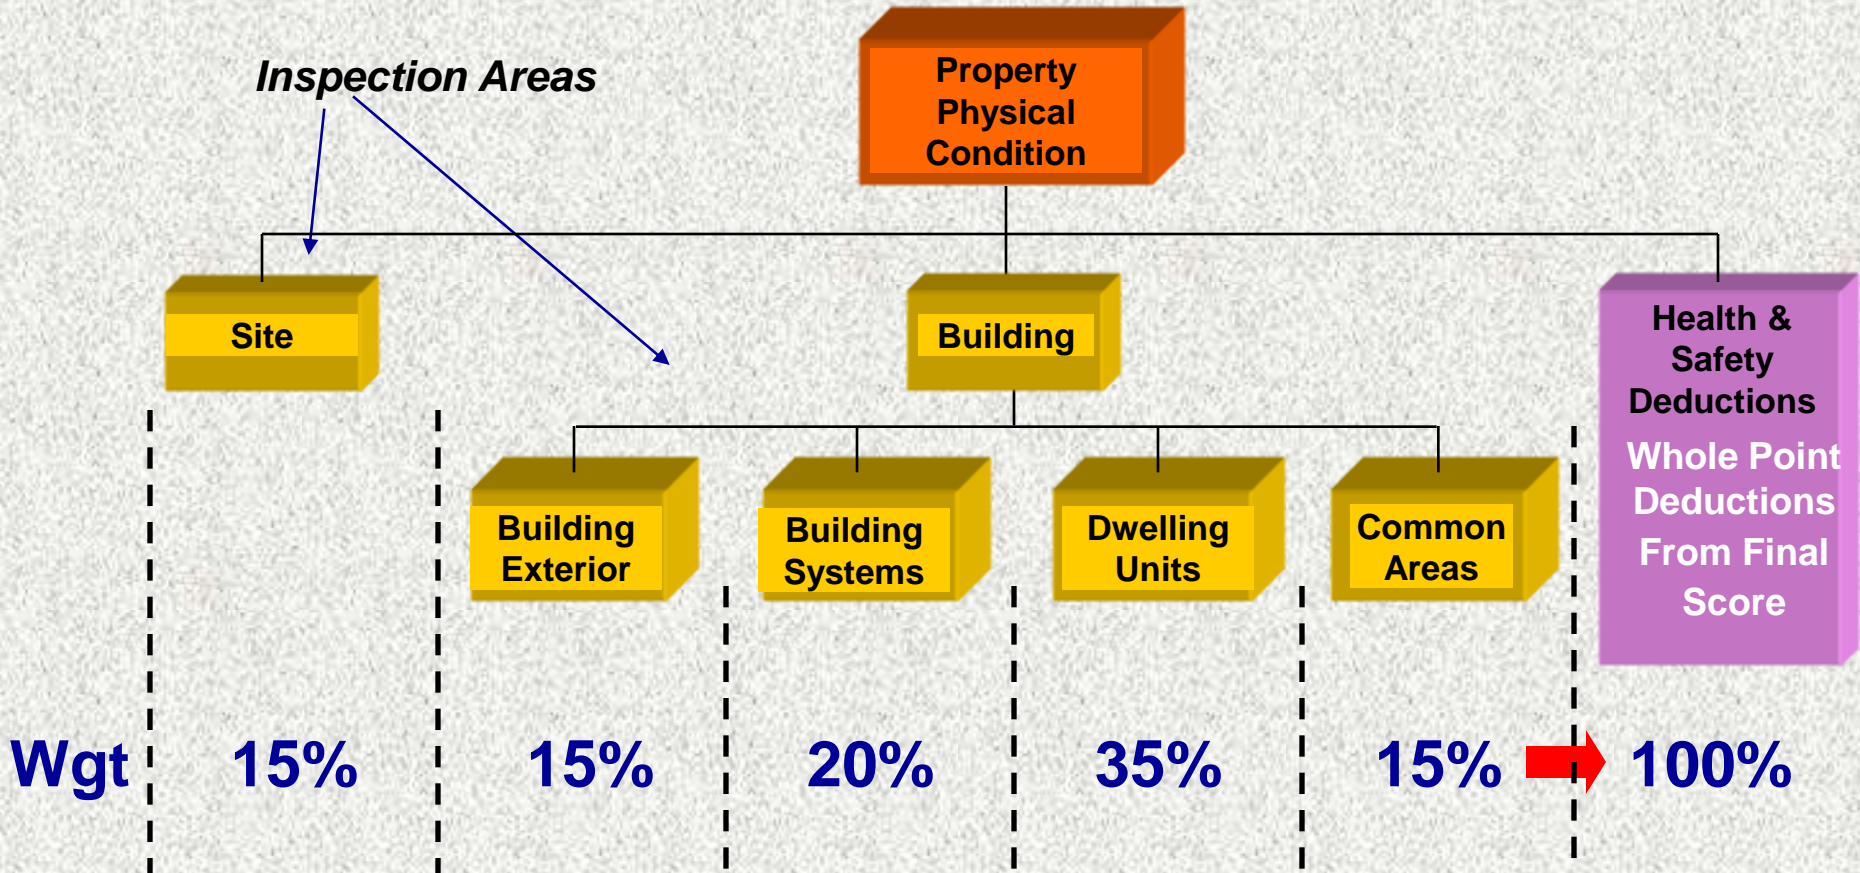 Inspection Areas
Property
Physical
Condition
Site
Building
Health &
Safety
Deductions
Whole Point
Deductions
From Final
Score
Building
Exterior
Building
Systems
Dwelling
Units
Common
Areas
Wgt 15% 15% 20% 35% 15% 100%